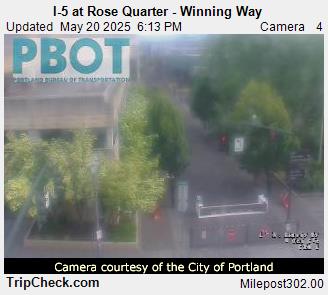 I-5 at Rose Quarter - Winning Way
Updated May 20 2025 6:13 PM Camera 4
PBOT
PORTLAND BUREAU OF TRANSPORTATION
Camera courtesy of the City of Portland
TripCheck.com Milepost302.00